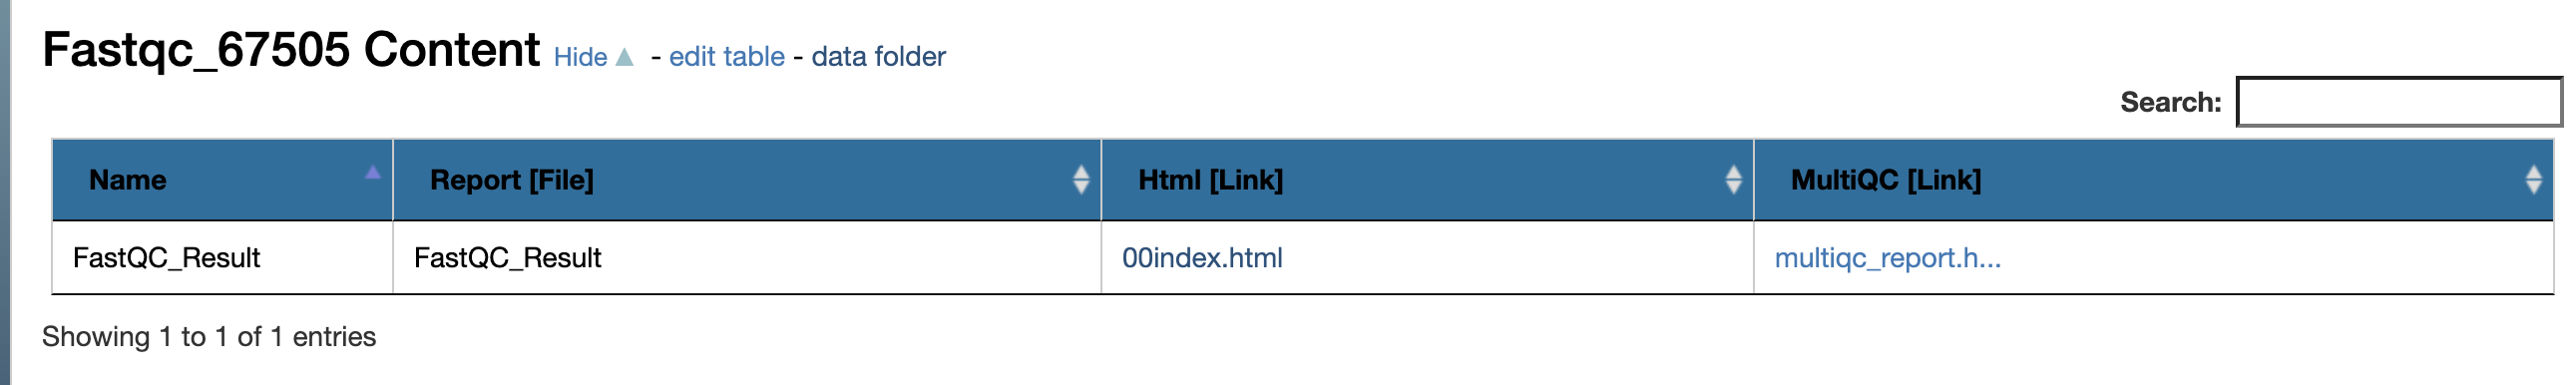 Fastqc_67505 Content Hide ▲ - edit table - data folder
Search:
Name Report [File] Html [Link] MultiQC [Link]
FastQC_Result FastQC_Result 00index.html multiqc_report.h...
Showing 1 to 1 of 1 entries